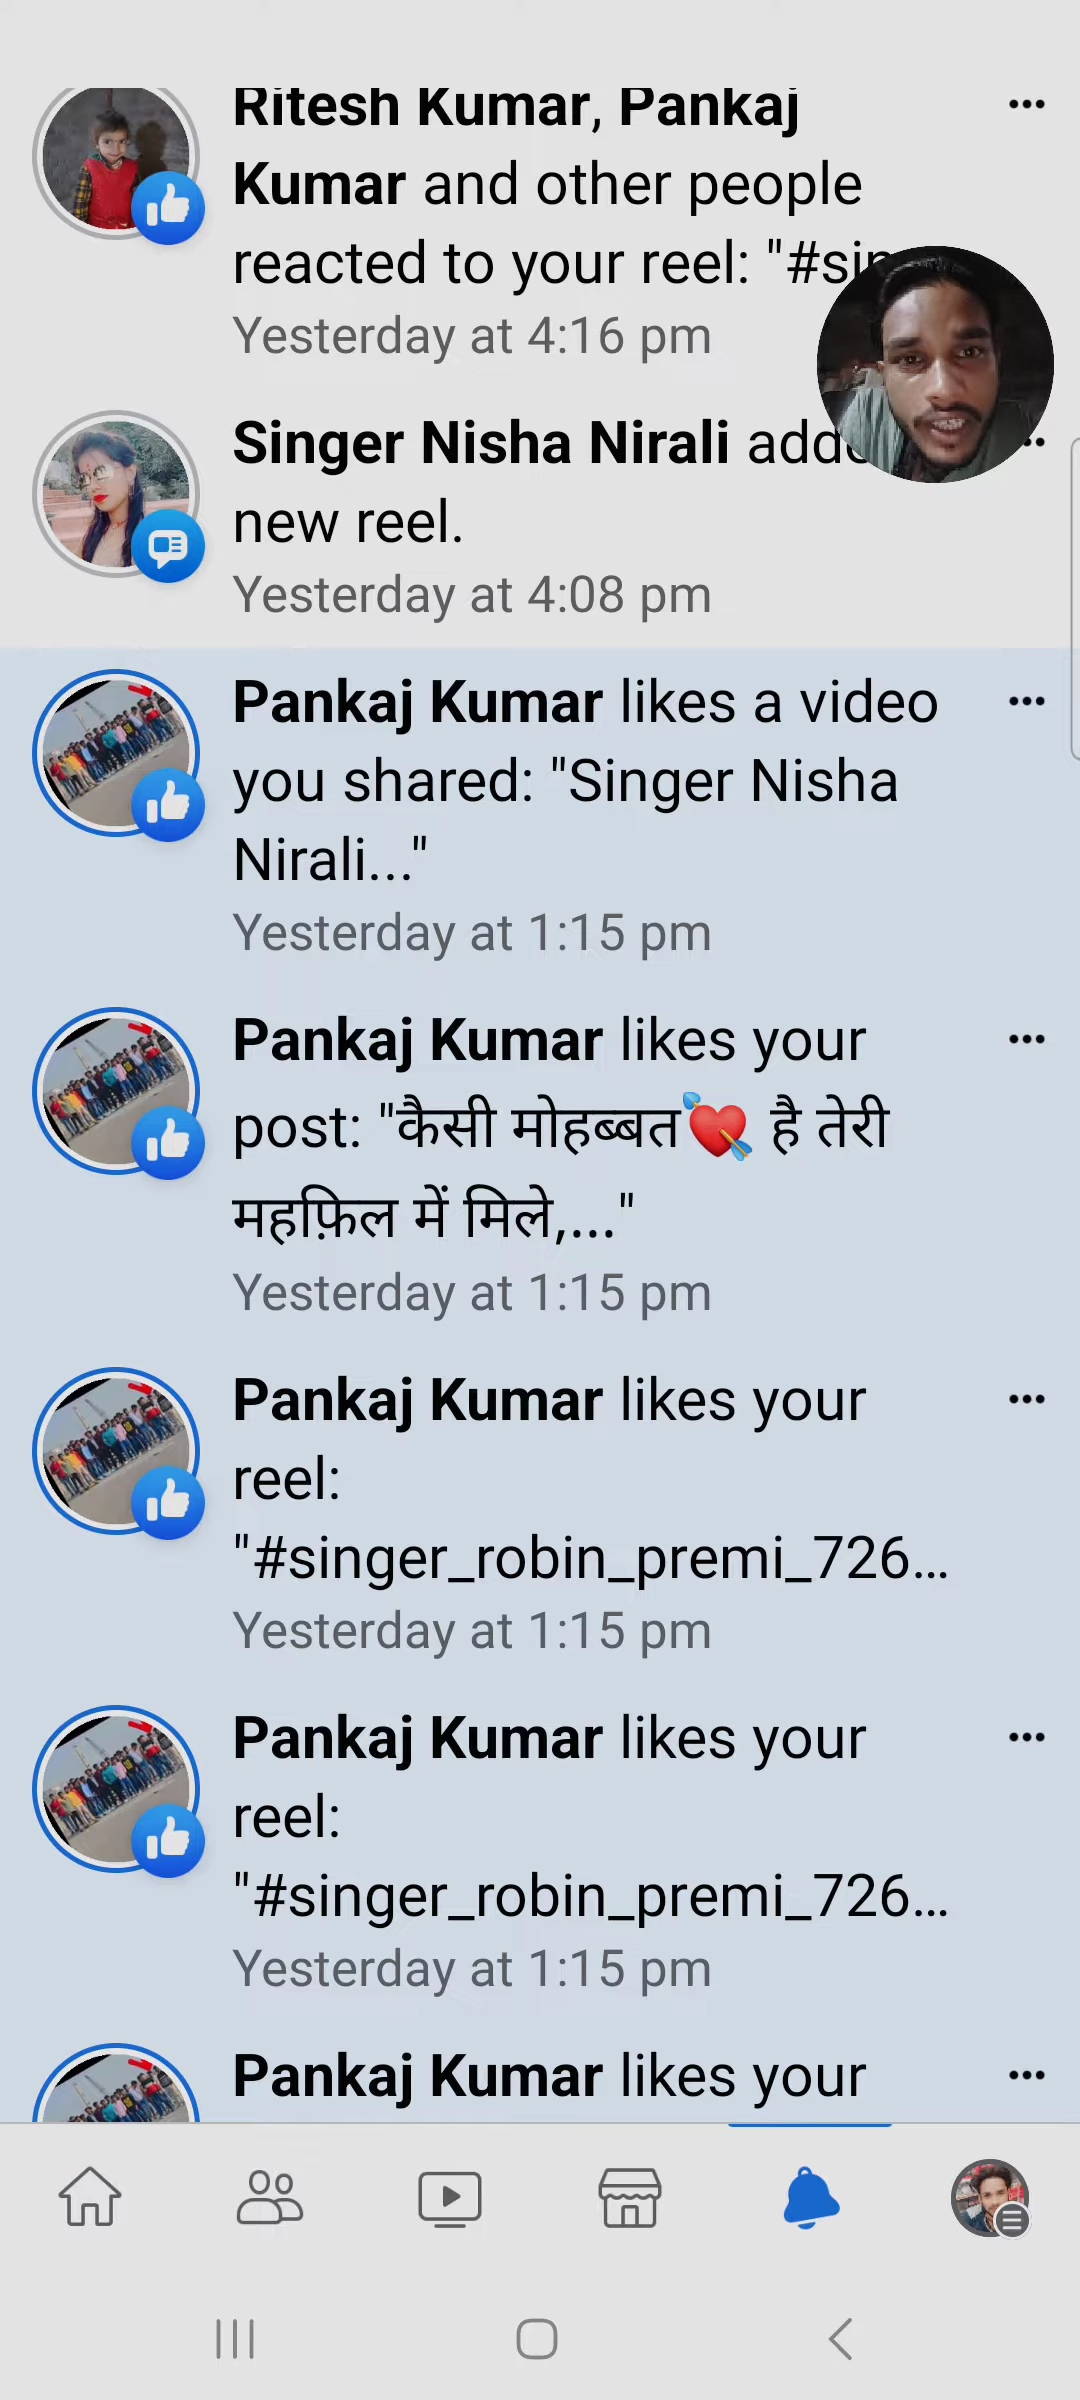 Ritesh Kumar, Pankaj
Kumar and other people
reacted to your reel: "#sin
Yesterday at 4:16 pm
Singer Nisha Nirali
new reel.
Yesterday at 4:08 pm
Pankaj Kumar likes a video
you shared: "Singer Nisha
Nirali..."
Yesterday at 1:15 pm
Pankaj Kumar likes your
post: "कैसी मोहब्बत💘 है तेरी
महफ़िल में मिले,..."
Yesterday at 1:15 pm
Pankaj Kumar likes your
reel:
"#singer_robin_premi_726...
Yesterday at 1:15 pm
Pankaj Kumar likes your
reel:
"#singer_robin_premi_726...
Yesterday at 1:15 pm
Pankaj Kumar likes your